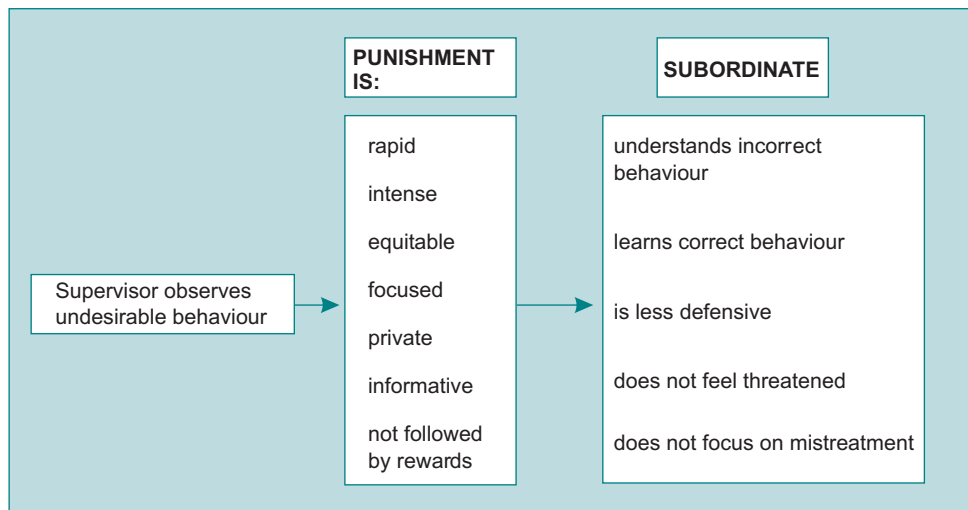 PUNISHMENT
IS:
SUBORDINATE
Supervisor observes
undesirable behaviour
rapid
intense
equitable
focused
private
informative
not followed
by rewards
understands incorrect
behaviour
learns correct behaviour
is less defensive
does not feel threatened
does not focus on mistreatment